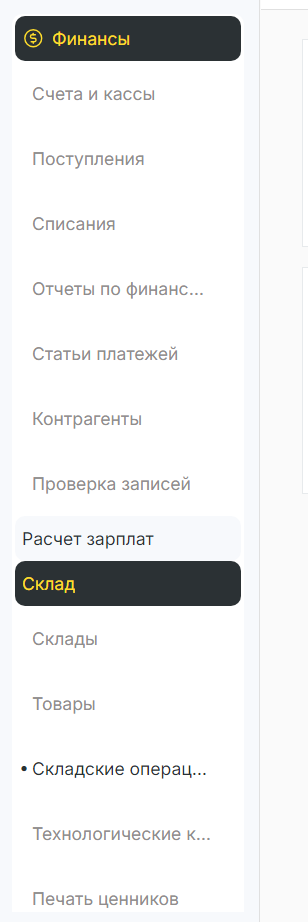 Финансы
Счета и кассы
Поступления
Списания
Отчеты по финанс...
Статьи платежей
Контрагенты
Проверка записей
Расчет зарплат
Склад
Склады
Товары
• Складские операц...
Технологические к...
Печать ценников